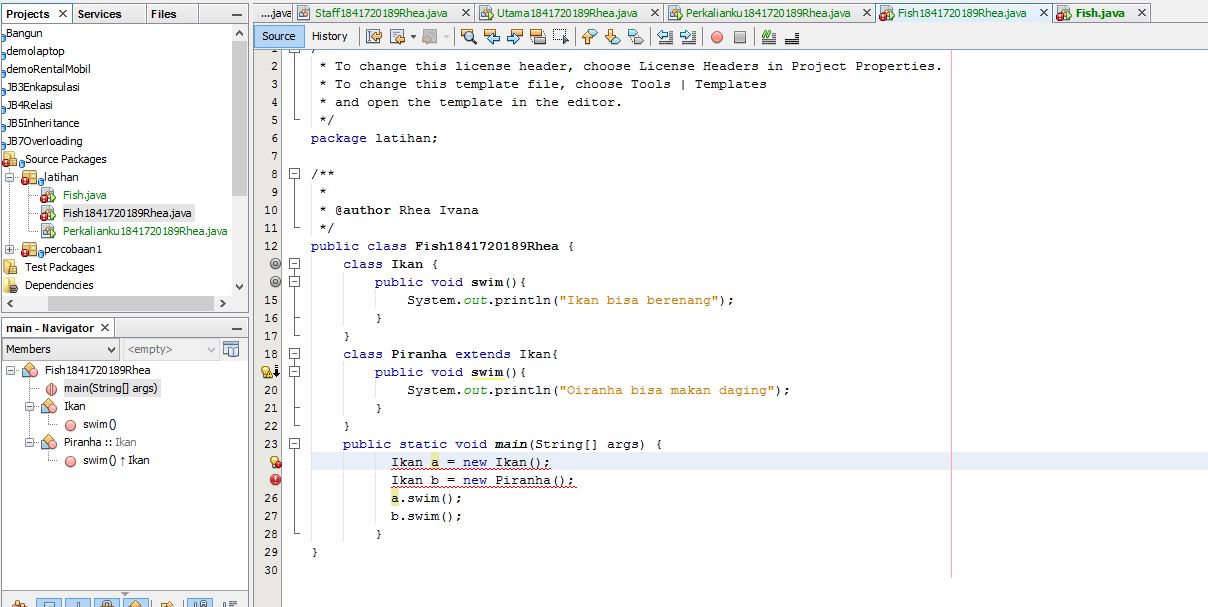 Projects Services Files
Bangun
demolaptop
demoRentalMobil
JB3Enkapsulasi
JB4Relasi
JB5Inheritance
JB7Overloading
Source Packages
latihan
Fish.java
Fish1841720189Rhea.java
Perkalianku1841720189Rhea.java
percobaan1
Test Packages
Dependencies
main - Navigator
Members <empty>
Fish1841720189Rhea
main(String[] args)
Ikan
swim()
Piranha :: Ikan
swim() ↑ Ikan
....java Staff1841720189Rhea.java Utama1841720189Rhea.java Perkalianku1841720189Rhea.java Fish1841720189Rhea.java Fish.java
Source History
2 * To change this license header, choose License Headers in Project Properties.
3 * To change this template file, choose Tools | Templates
4 * and open the template in the editor.
5 */
6 package latihan;
7
8 /**
9 *
10 * @author Rhea Ivana
11 */
12 public class Fish1841720189Rhea {
class Ikan {
public void swim(){
15 System.out.println("Ikan bisa berenang");
16 }
17 }
18 class Piranha extends Ikan{
public void swim(){
20 System.out.println("Oiranha bisa makan daging");
21 }
22 }
23 public static void main(String[] args) {
Ikan a = new Ikan();
Ikan b = new Piranha();
26 a.swim();
27 b.swim();
28 }
29 }
30